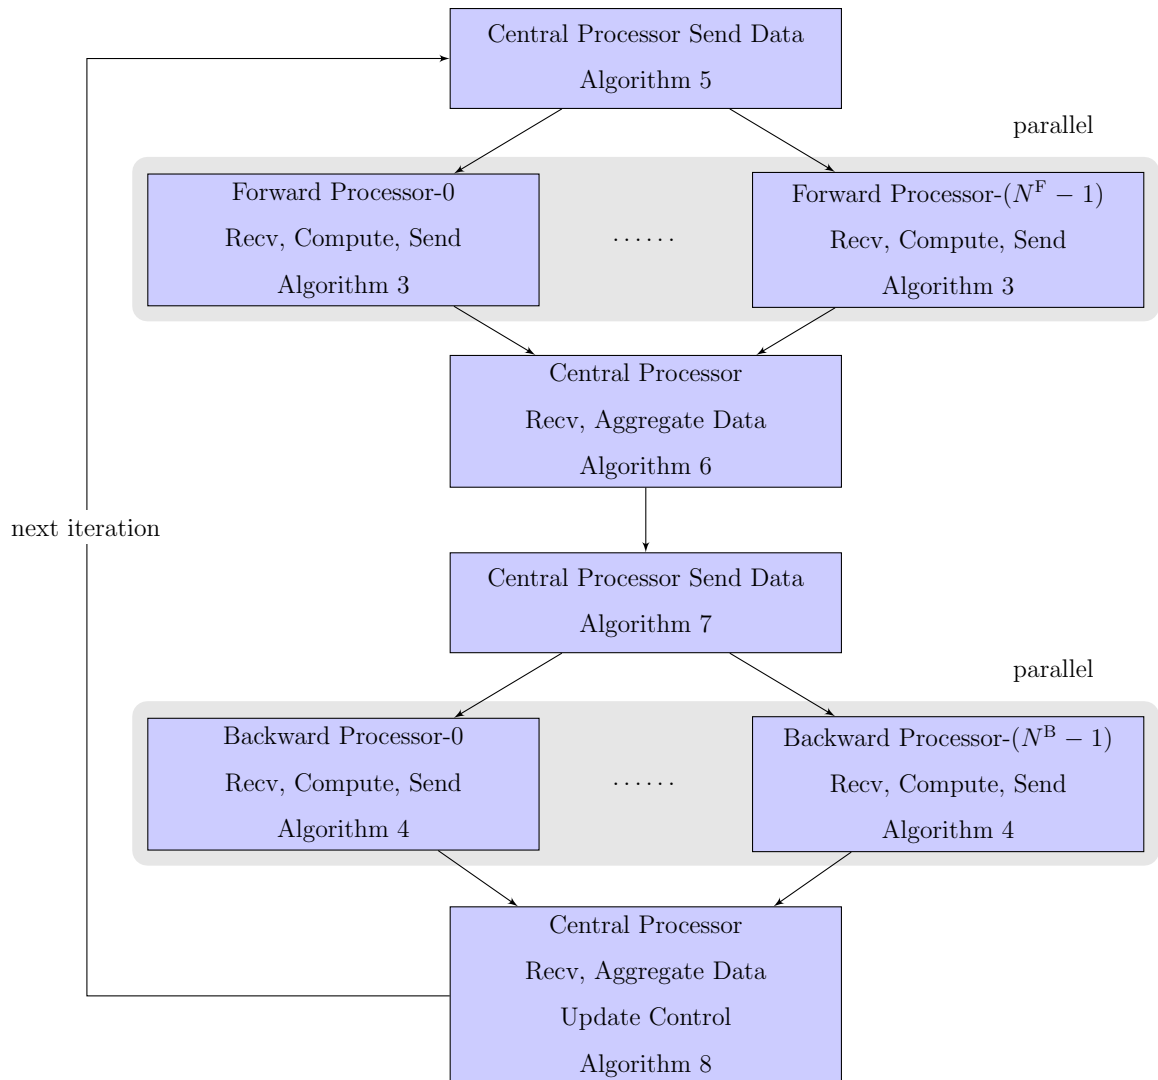 Central Processor Send Data
Algorithm 5
parallel
Forward Processor-0
Recv, Compute, Send
Algorithm 3
......
Forward Processor-(N^F − 1)
Recv, Compute, Send
Algorithm 3
Central Processor
Recv, Aggregate Data
Algorithm 6
next iteration
Central Processor Send Data
Algorithm 7
parallel
Backward Processor-0
Recv, Compute, Send
Algorithm 4
......
Backward Processor-(N^B − 1)
Recv, Compute, Send
Algorithm 4
Central Processor
Recv, Aggregate Data
Update Control
Algorithm 8